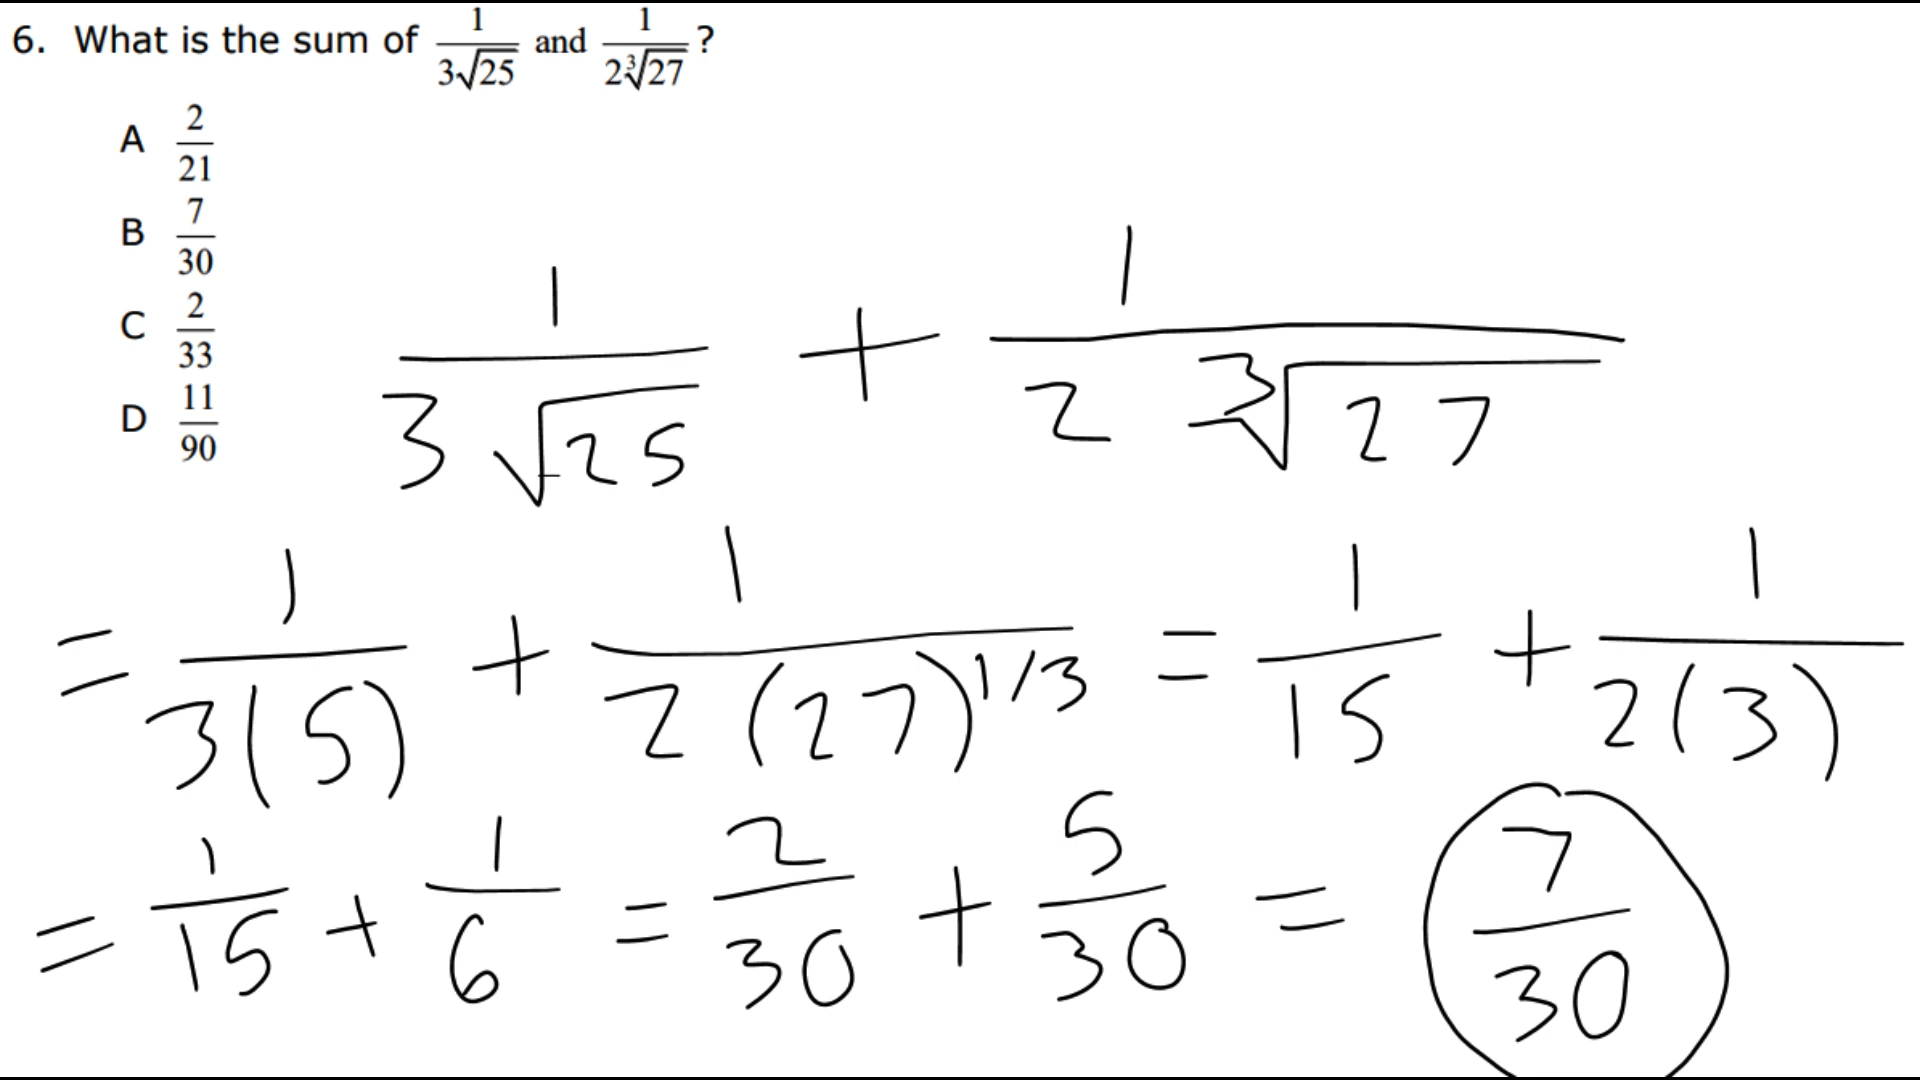 6. What is the sum of 1/(3√25) and 1/(2∛27)?
A 2/21
B 7/30
C 2/33
D 11/90
1/(3√25) + 1/(2∛27)
= 1/(3(5)) + 1/(2(27)^1/3) = 1/15 + 1/(2(3))
= 1/15 + 1/6 = 2/30 + 5/30 = 7/30